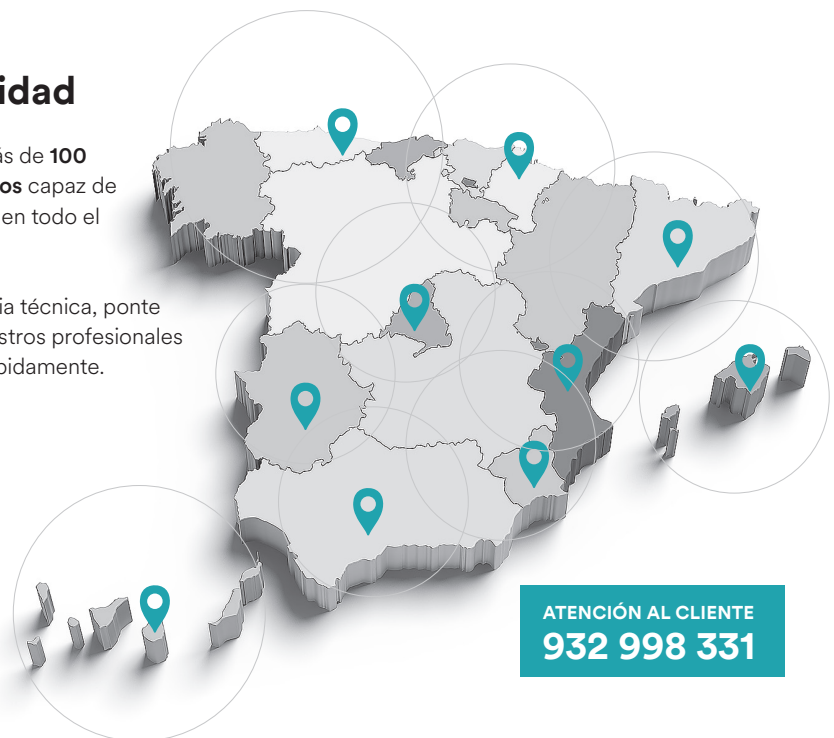 idad
ás de 100
os capaz de
en todo el
ia técnica, ponte
stros profesionales
pidamente.
ATENCIÓN AL CLIENTE
932 998 331